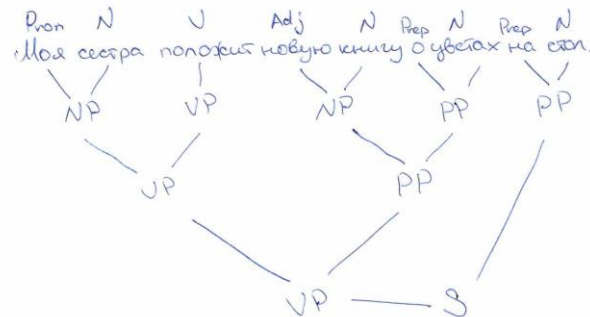 Pron N V Adj N Prep N Prep N
Моя сестра положит новую книгу о цветах на стол.
NP VP NP PP PP
VP PP
VP S